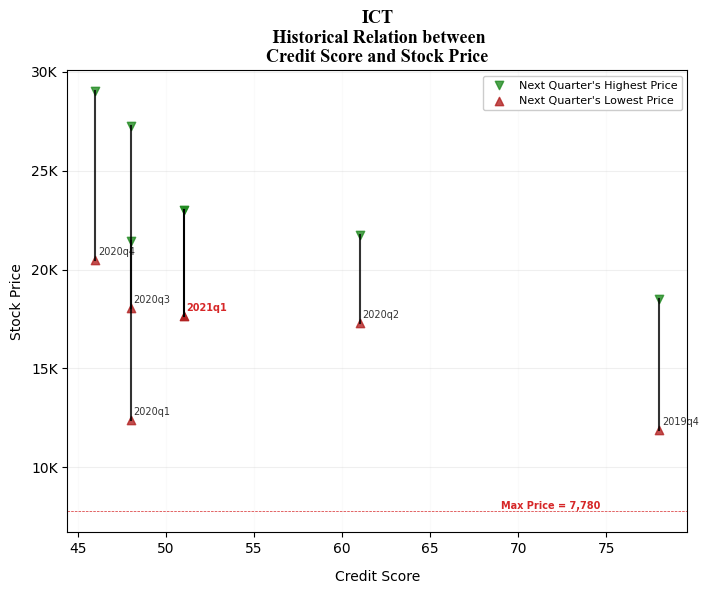 ICT
Historical Relation between
Credit Score and Stock Price
Next Quarter's Highest Price
Next Quarter's Lowest Price
30K
25K
20K
15K
10K
Stock Price
2020q4
2020q3
2021q1
2020q2
2020q1
2019q4
Max Price = 7,780
45
50
55
60
65
70
75
Credit Score